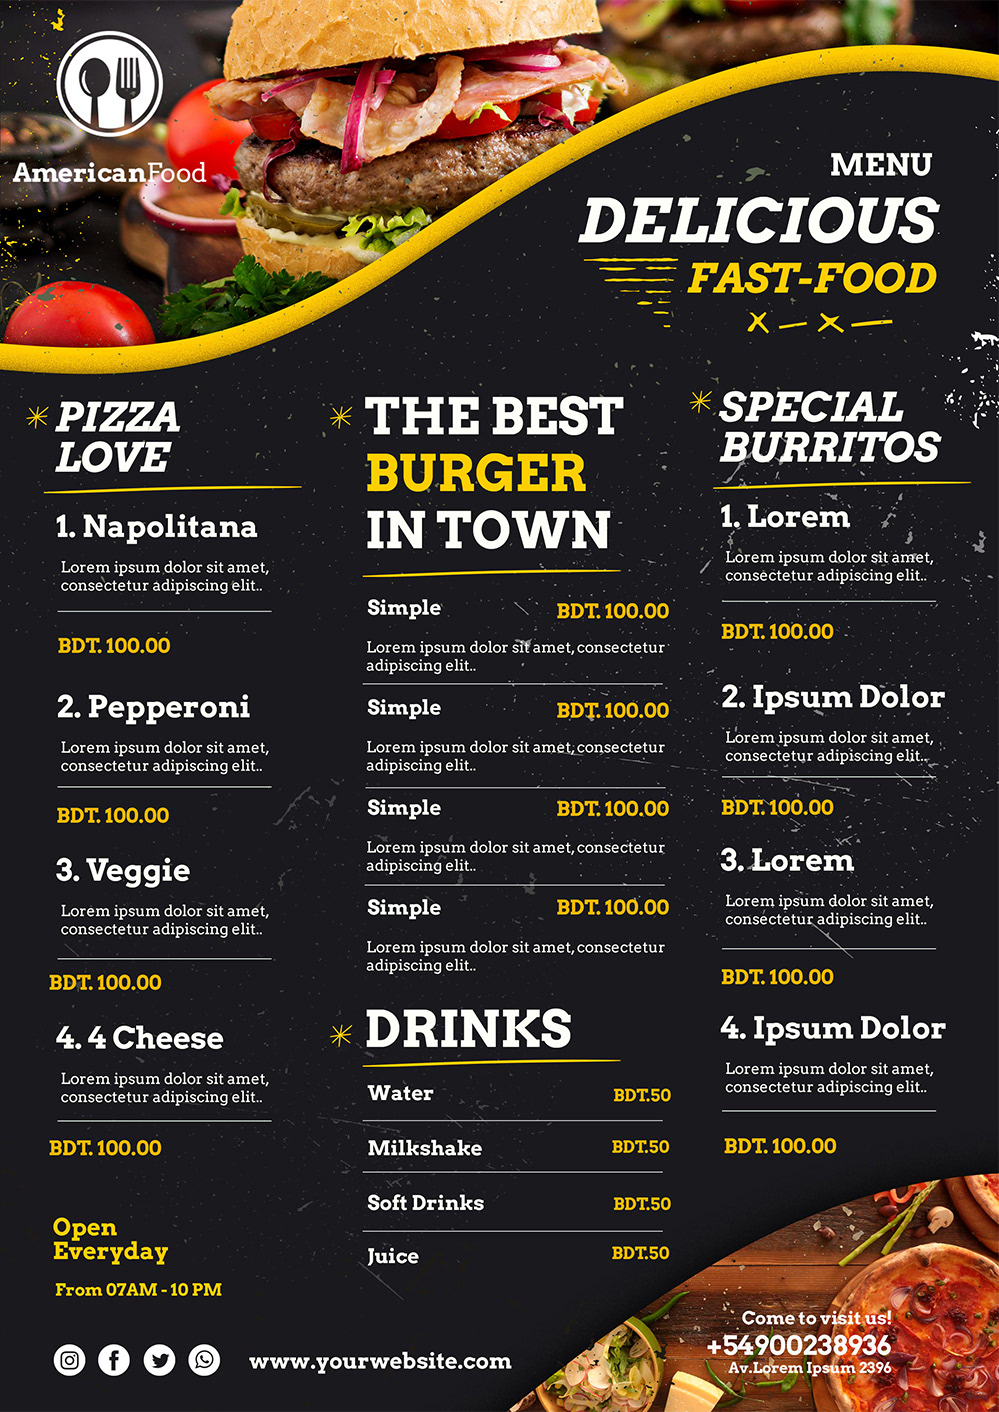 AmericanFood
MENU
DELICIOUS
FAST-FOOD
PIZZA
LOVE
1. Napolitana
Lorem ipsum dolor sit amet,
consectetur adipiscing elit..
BDT. 100.00
2. Pepperoni
Lorem ipsum dolor sit amet,
consectetur adipiscing elit..
BDT. 100.00
3. Veggie
Lorem ipsum dolor sit amet,
consectetur adipiscing elit..
BDT. 100.00
4. 4 Cheese
Lorem ipsum dolor sit amet,
consectetur adipiscing elit..
BDT. 100.00
Open
Everyday
From 07AM - 10 PM
THE BEST
BURGER
IN TOWN
Simple BDT. 100.00
Lorem ipsum dolor sit amet, consectetur
adipiscing elit..
Simple BDT. 100.00
Lorem ipsum dolor sit amet, consectetur
adipiscing elit..
Simple BDT. 100.00
Lorem ipsum dolor sit amet, consectetur
adipiscing elit..
Simple BDT. 100.00
Lorem ipsum dolor sit amet, consectetur
adipiscing elit..
DRINKS
Water BDT.50
Milkshake BDT.50
Soft Drinks BDT.50
Juice BDT.50
SPECIAL
BURRITOS
1. Lorem
Lorem ipsum dolor sit amet,
consectetur adipiscing elit..
BDT. 100.00
2. Ipsum Dolor
Lorem ipsum dolor sit amet,
consectetur adipiscing elit..
BDT. 100.00
3. Lorem
Lorem ipsum dolor sit amet,
consectetur adipiscing elit..
BDT. 100.00
4. Ipsum Dolor
Lorem ipsum dolor sit amet,
consectetur adipiscing elit..
BDT. 100.00
www.yourwebsite.com
Come to visit us!
+54900238936
Av.Lorem Ipsum 2396